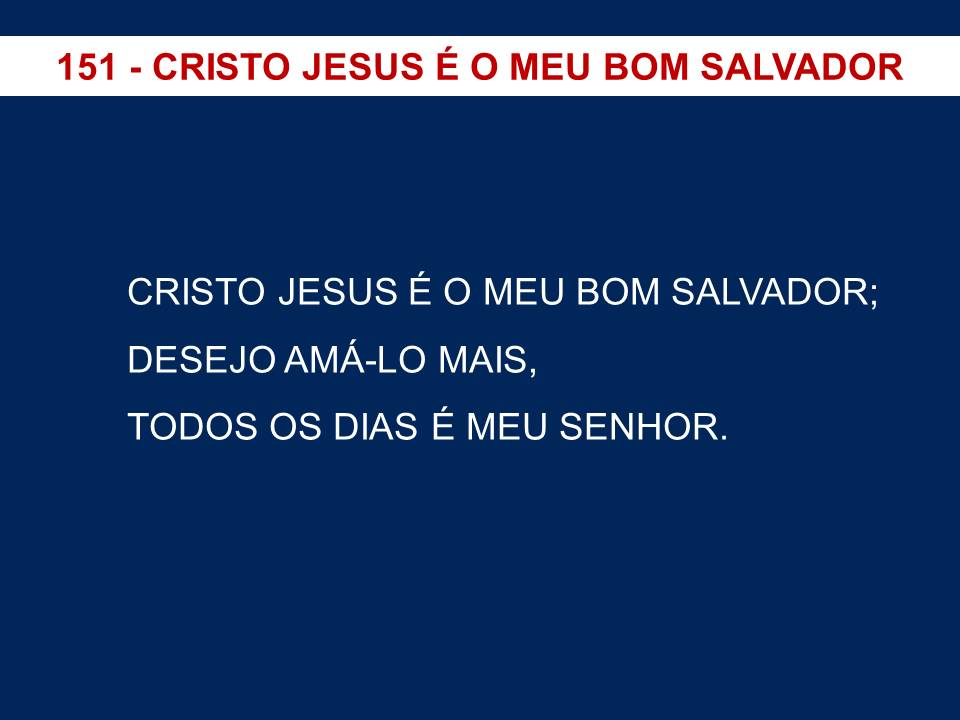 151 - CRISTO JESUS É O MEU BOM SALVADOR
CRISTO JESUS É O MEU BOM SALVADOR;
DESEJO AMÁ-LO MAIS,
TODOS OS DIAS É MEU SENHOR.